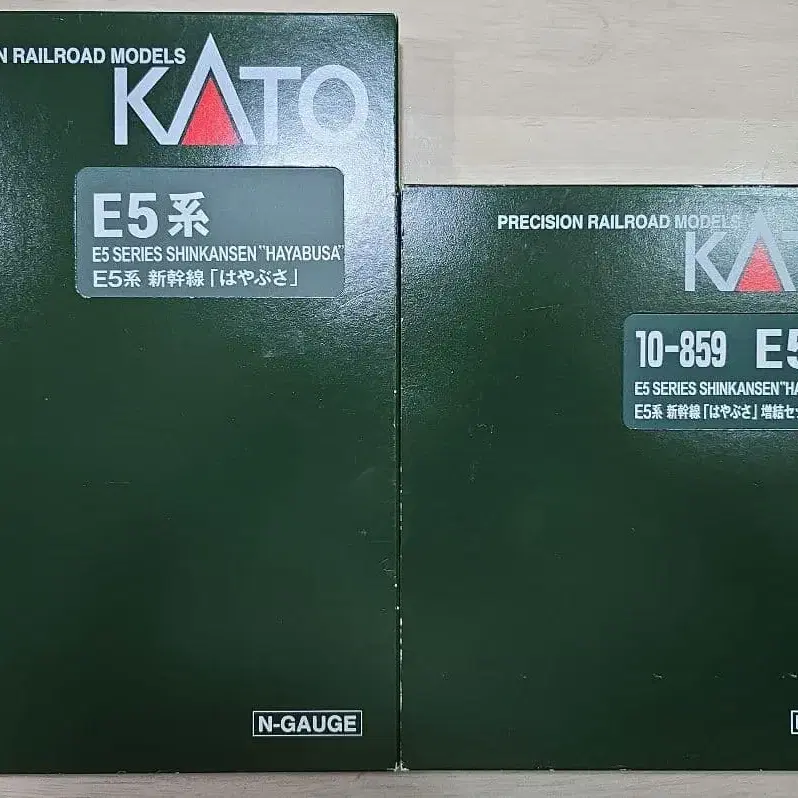 N RAILROAD MODELS
KATO
E5系
E5 SERIES SHINKANSEN "HAYABUSA"
E5系 新幹線「はやぶさ」
N-GAUGE
PRECISION RAILROAD MODELS
KAT
10-859 E5
E5 SERIES SHINKANSEN "HA
E5系 新幹線「はやぶさ」増結セッ